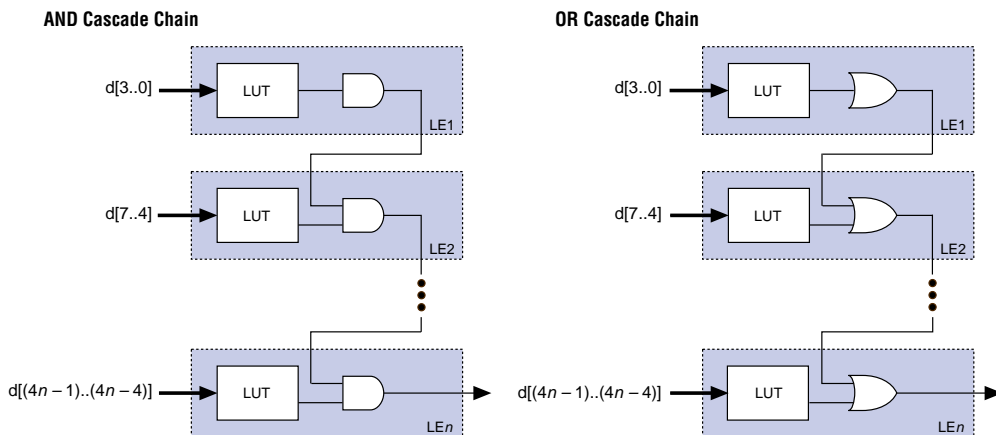 AND Cascade Chain
d[3..0]
LUT
LE1
d[7..4]
LUT
LE2
d[(4n – 1)..(4n – 4)]
LUT
LEn
OR Cascade Chain
d[3..0]
LUT
LE1
d[7..4]
LUT
LE2
d[(4n – 1)..(4n – 4)]
LUT
LEn